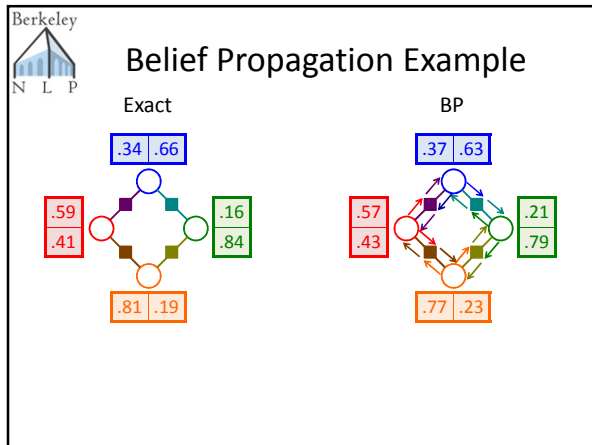 Berkeley
N L P
Belief Propagation Example
Exact
BP
.34 .66
.37 .63
.59
.41
.16
.84
.57
.43
.21
.79
.81 .19
.77 .23